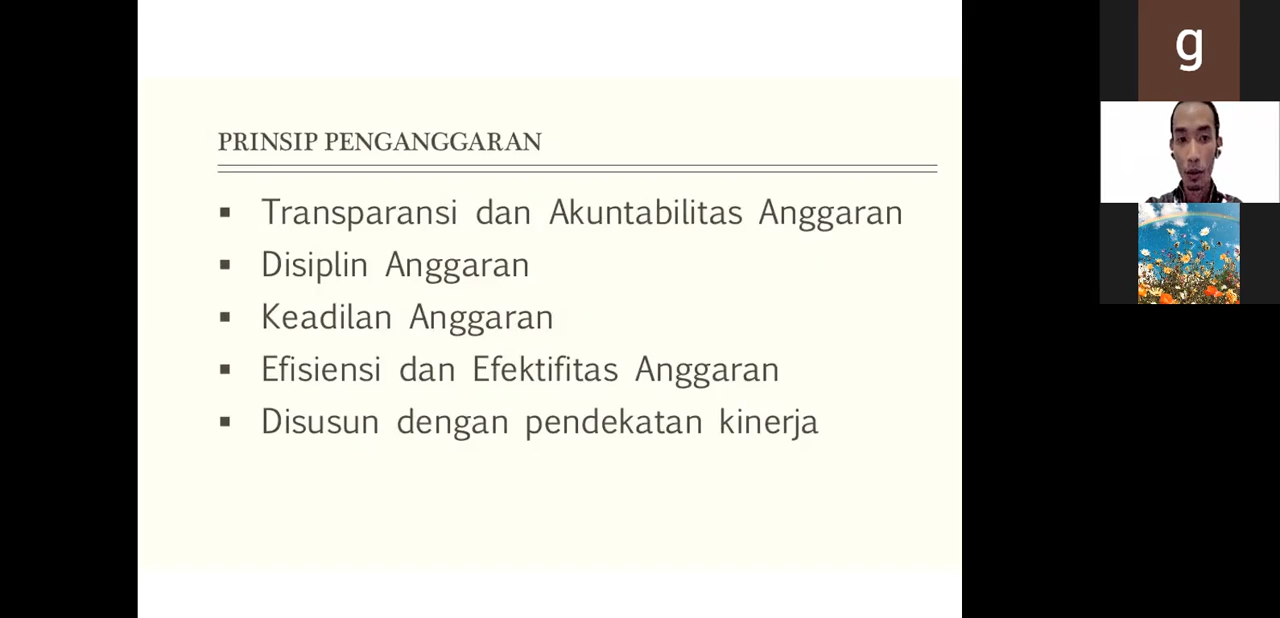 PRINSIP PENGANGGARAN
▪ Transparansi dan Akuntabilitas Anggaran
▪ Disiplin Anggaran
▪ Keadilan Anggaran
▪ Efisiensi dan Efektifitas Anggaran
▪ Disusun dengan pendekatan kinerja
g